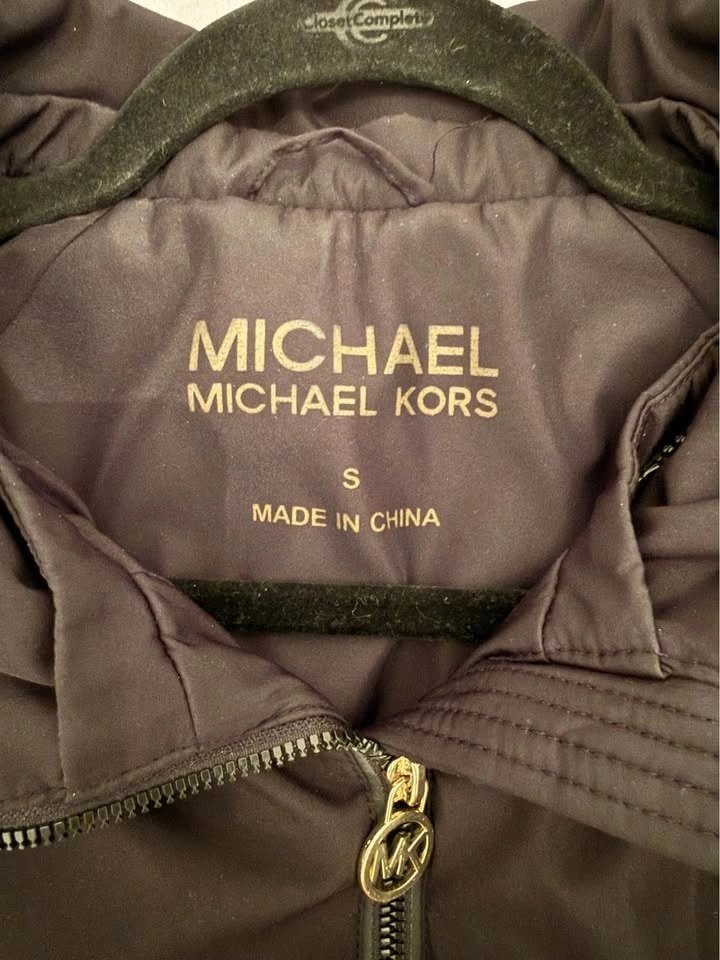 ClosetComplete
MICHAEL
MICHAEL KORS
S
MADE IN CHINA
MK